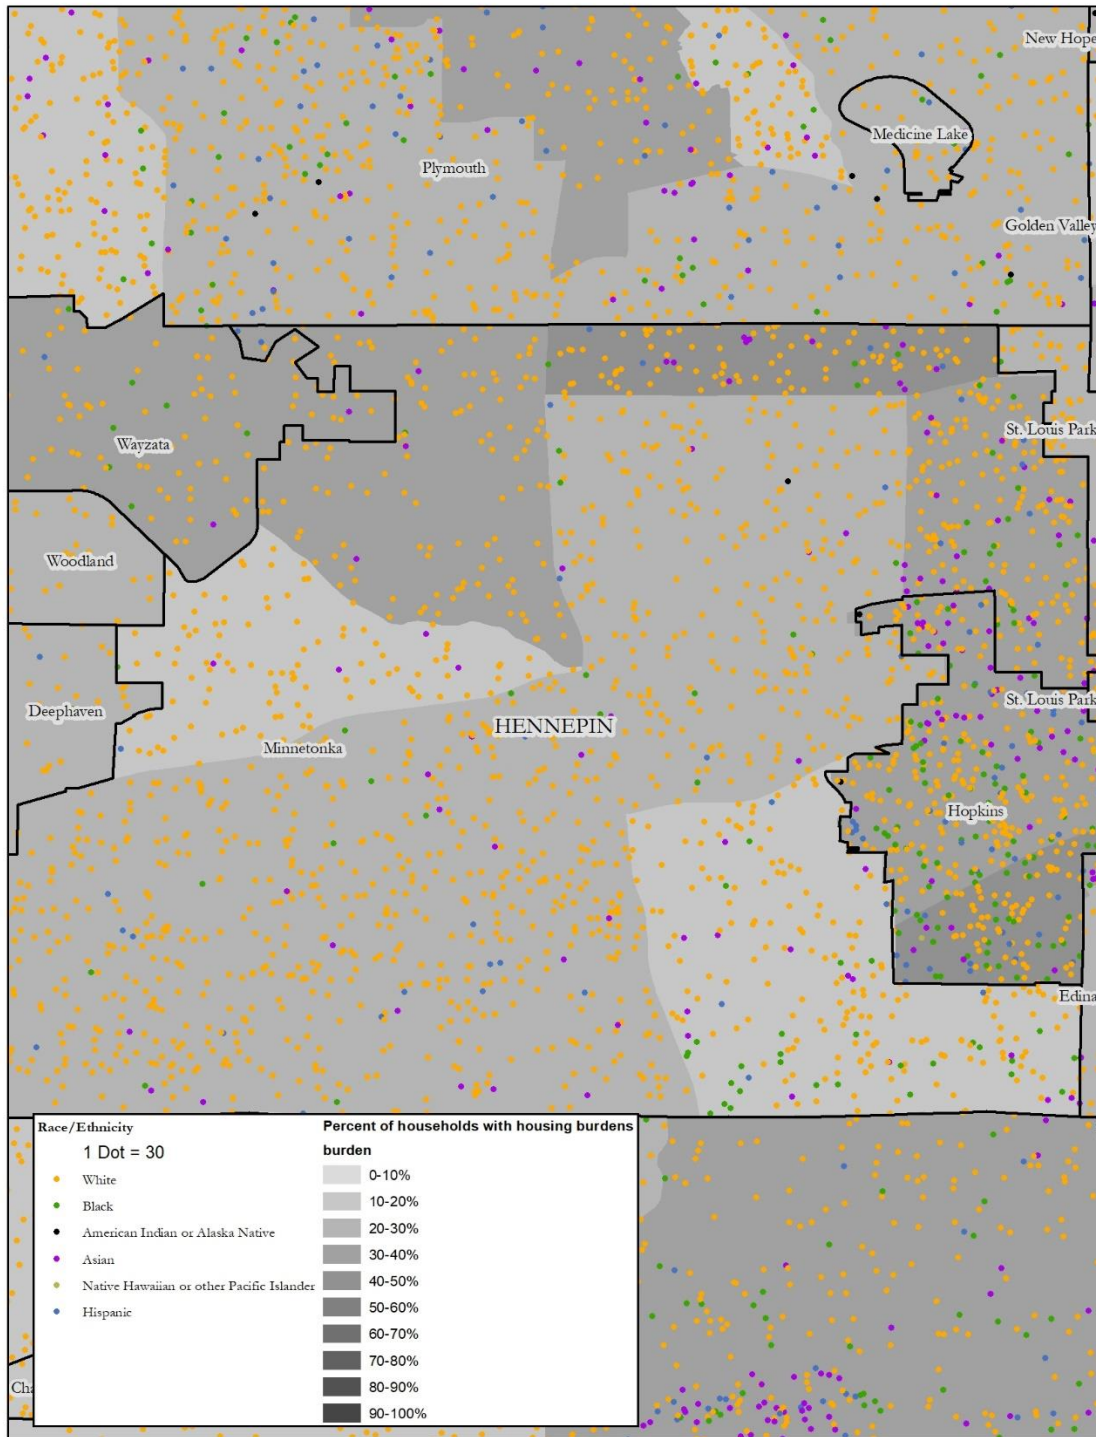 New Hope
Medicine Lake
Plymouth
Golden Valley
St. Louis Park
Wayzata
Woodland
St. Louis Park
Deephaven
HENNEPIN
Minnetonka
Hopkins
Edina
Race/Ethnicity
1 Dot = 30
White
Black
American Indian or Alaska Native
Asian
Native Hawaiian or other Pacific Islander
Hispanic
Percent of households with housing burdens
burden
0-10%
10-20%
20-30%
30-40%
40-50%
50-60%
60-70%
70-80%
80-90%
90-100%
Cha